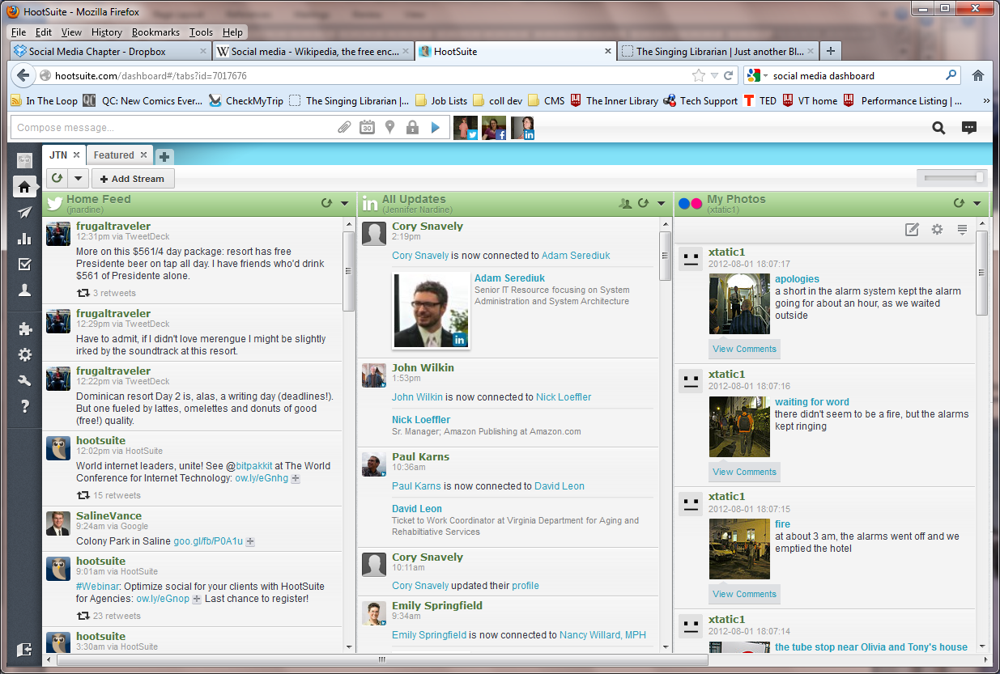 HootSuite - Mozilla Firefox
File Edit View History Bookmarks Tools Help
Social Media Chapter - Dropbox
Social media - Wikipedia, the free enc...
HootSuite
The Singing Librarian | Just another Bl...
hootsuite.com/dashboard#/tabs?id=7017676
social media dashboard
In The Loop
QC: New Comics Ever...
CheckMyTrip
The Singing Librarian |...
Job Lists
coll dev
CMS
The Inner Library
Tech Support
TED
VT home
Performance Listing | ...
Compose message...
30
JTN
Featured
Add Stream
Home Feed
(jnardine)
frugaltraveler
12:31pm via TweetDeck
More on this $561/4 day package: resort has free
Presidente beer on tap all day. I have friends who'd drink
$561 of Presidente alone.
3 retweets
frugaltraveler
12:29pm via TweetDeck
Have to admit, if I didn't love merengue I might be slightly
irked by the soundtrack at this resort.
frugaltraveler
12:22pm via TweetDeck
Dominican resort Day 2 is, alas, a writing day (deadlines!).
But one fueled by lattes, omelettes and donuts of good
(free!) quality.
hootsuite
12:02pm via HootSuite
World internet leaders, unite! See @bitpakkit at The World
Conference for Internet Technology: ow.ly/eGnhg
15 retweets
SalineVance
9:24am via Google
Colony Park in Saline goo.gl/fb/P0A1u
hootsuite
9:01am via HootSuite
#Webinar: Optimize social for your clients with HootSuite
for Agencies: ow.ly/eGnop Last chance to register!
23 retweets
hootsuite
3:30am via HootSuite
in All Updates
(Jennifer Nardine)
Cory Snavely
2:19pm
Cory Snavely is now connected to Adam Serediuk
Adam Serediuk
Senior IT Resource focusing on System
Administration and System Architecture
in
John Wilkin
1:53pm
John Wilkin is now connected to Nick Loeffler
Nick Loeffler
Sr. Manager; Amazon Publishing at Amazon.com
Paul Karns
10:36am
Paul Karns is now connected to David Leon
David Leon
Ticket to Work Coordinator at Virginia Department for Aging and
Rehabiltiative Services
Cory Snavely
10:11am
Cory Snavely updated their profile
Emily Springfield
9:34am
Emily Springfield is now connected to Nancy Willard, MPH
My Photos
(xtatic1)
xtatic1
2012-08-01 18:07:17
apologies
a short in the alarm system kept the alarm
going for about an hour, as we waited
outside
View Comments
xtatic1
2012-08-01 18:07:16
waiting for word
there didn't seem to be a fire, but the alarms
kept ringing
View Comments
xtatic1
2012-08-01 18:07:15
fire
at about 3 am, the alarms went off and we
emptied the hotel
View Comments
xtatic1
2012-08-01 18:07:14
the tube stop near Olivia and Tony's house